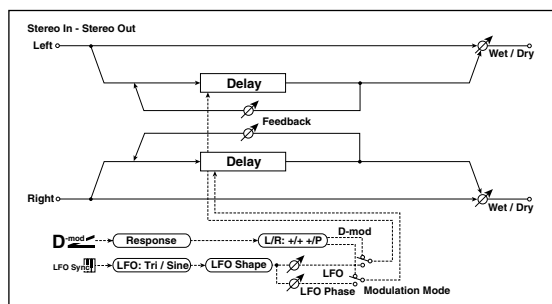 Stereo In - Stereo Out
Left
Wet / Dry
Delay
Feedback
Delay
Right
Wet / Dry
D-mod
Response
L/R: +/+ +/P
D-mod
LFO Sync
LFO: Tri / Sine
LFO Shape
LFO
LFO Phase
Modulation Mode